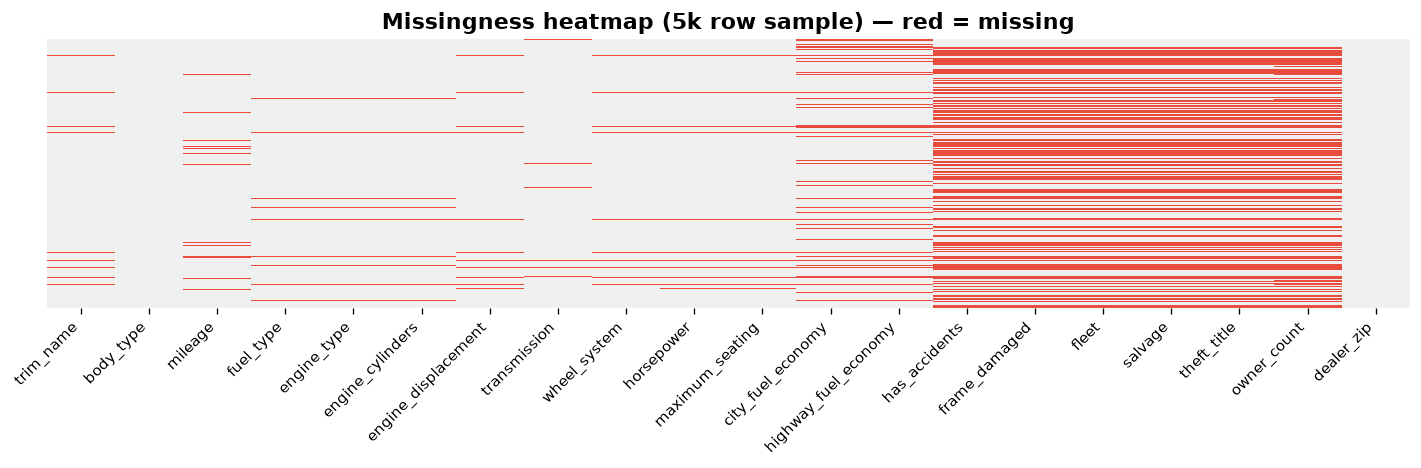 Missingness heatmap (5k row sample) — red = missing
trim_name
body_type
mileage
fuel_type
engine_type
engine_cylinders
engine_displacement
transmission
wheel_system
horsepower
maximum_seating
city_fuel_economy
highway_fuel_economy
has_accidents
frame_damaged
fleet
salvage
theft_title
owner_count
dealer_zip